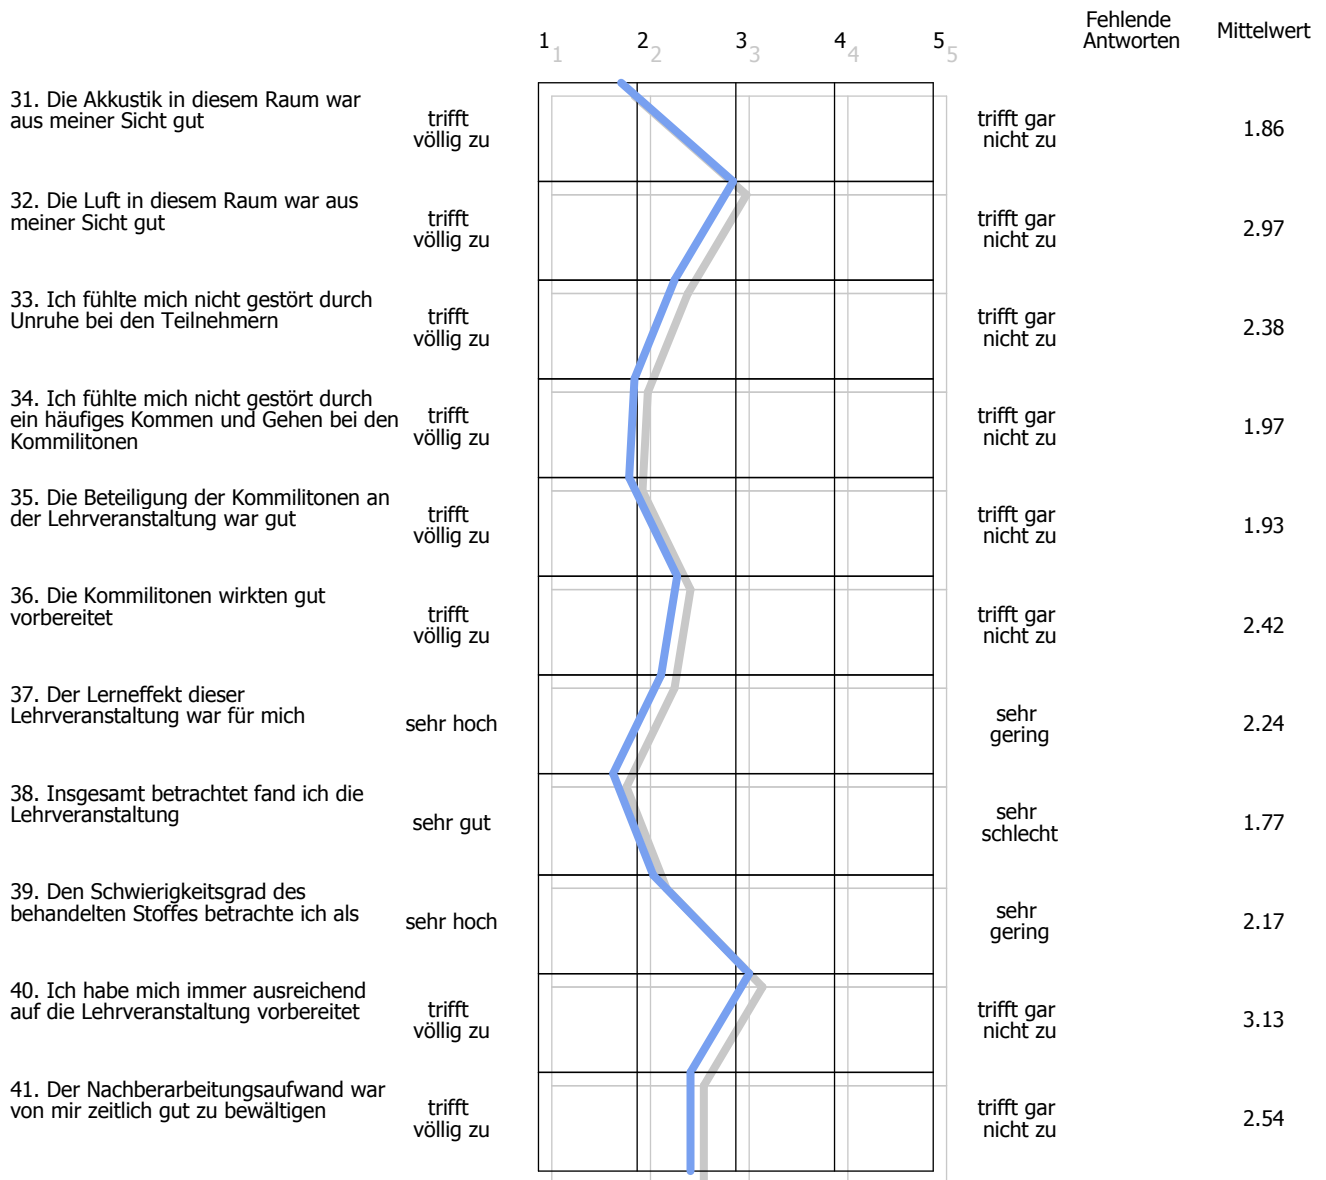 1 2 3 4 5
1 2 3 4 5
Fehlende
Antworten
Mittelwert
31. Die Akkustik in diesem Raum war
aus meiner Sicht gut
trifft
völlig zu
trifft gar
nicht zu
1.86
32. Die Luft in diesem Raum war aus
meiner Sicht gut
trifft
völlig zu
trifft gar
nicht zu
2.97
33. Ich fühlte mich nicht gestört durch
Unruhe bei den Teilnehmern
trifft
völlig zu
trifft gar
nicht zu
2.38
34. Ich fühlte mich nicht gestört durch
ein häufiges Kommen und Gehen bei den
Kommilitonen
trifft
völlig zu
trifft gar
nicht zu
1.97
35. Die Beteiligung der Kommilitonen an
der Lehrveranstaltung war gut
trifft
völlig zu
trifft gar
nicht zu
1.93
36. Die Kommilitonen wirkten gut
vorbereitet
trifft
völlig zu
trifft gar
nicht zu
2.42
37. Der Lerneffekt dieser
Lehrveranstaltung war für mich
sehr hoch
sehr
gering
2.24
38. Insgesamt betrachtet fand ich die
Lehrveranstaltung
sehr gut
sehr
schlecht
1.77
39. Den Schwierigkeitsgrad des
behandelten Stoffes betrachte ich als
sehr hoch
sehr
gering
2.17
40. Ich habe mich immer ausreichend
auf die Lehrveranstaltung vorbereitet
trifft
völlig zu
trifft gar
nicht zu
3.13
41. Der Nachberarbeitungsaufwand war
von mir zeitlich gut zu bewältigen
trifft
völlig zu
trifft gar
nicht zu
2.54